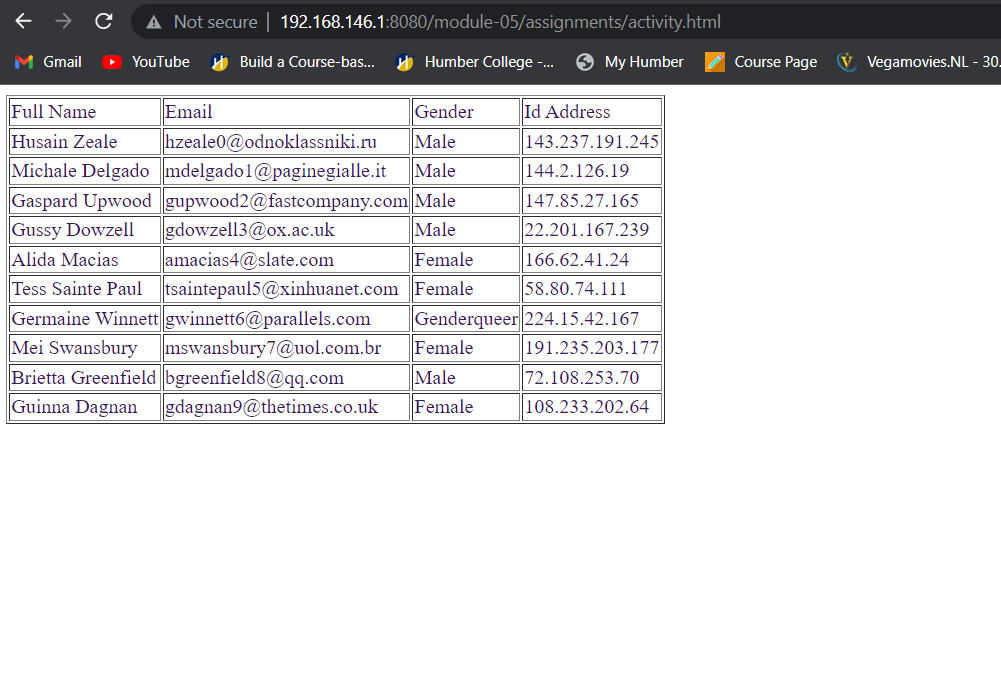 Not secure | 192.168.146.1:8080/module-05/assignments/activity.html
Gmail YouTube Build a Course-bas... Humber College -... My Humber Course Page Vegamovies.NL - 30.
Full Name Email Gender Id Address
Husain Zeale hzeale0@odnoklassniki.ru Male 143.237.191.245
Michale Delgado mdelgado1@paginegialle.it Male 144.2.126.19
Gaspard Upwood gupwood2@fastcompany.com Male 147.85.27.165
Gussy Dowzell gdowzell3@ox.ac.uk Male 22.201.167.239
Alida Macias amacias4@slate.com Female 166.62.41.24
Tess Sainte Paul tsaintepaul5@xinhuanet.com Female 58.80.74.111
Germaine Winnett gwinnett6@parallels.com Genderqueer 224.15.42.167
Mei Swansbury mswansbury7@uol.com.br Female 191.235.203.177
Brietta Greenfield bgreenfield8@qq.com Male 72.108.253.70
Guinna Dagnan gdagnan9@thetimes.co.uk Female 108.233.202.64